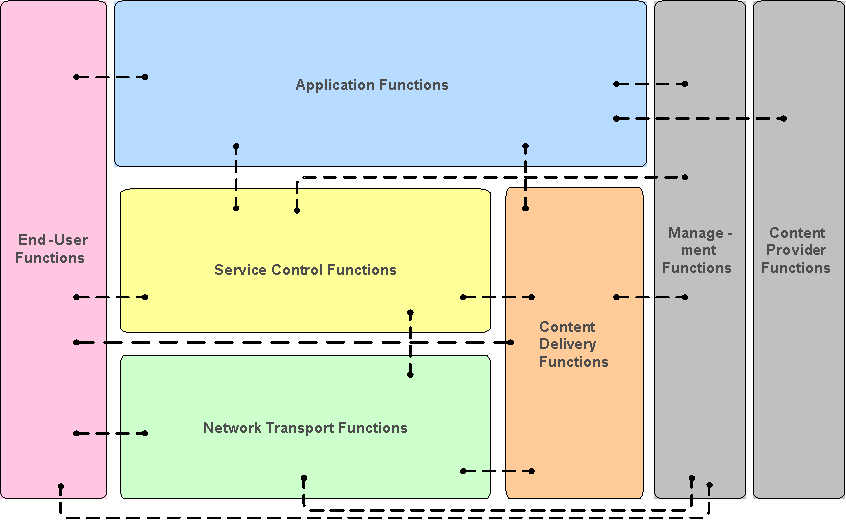 Application Functions
End -User
Functions
Service Control Functions
Manage -
ment
Functions
Content
Provider
Functions
Content
Delivery
Functions
Network Transport Functions